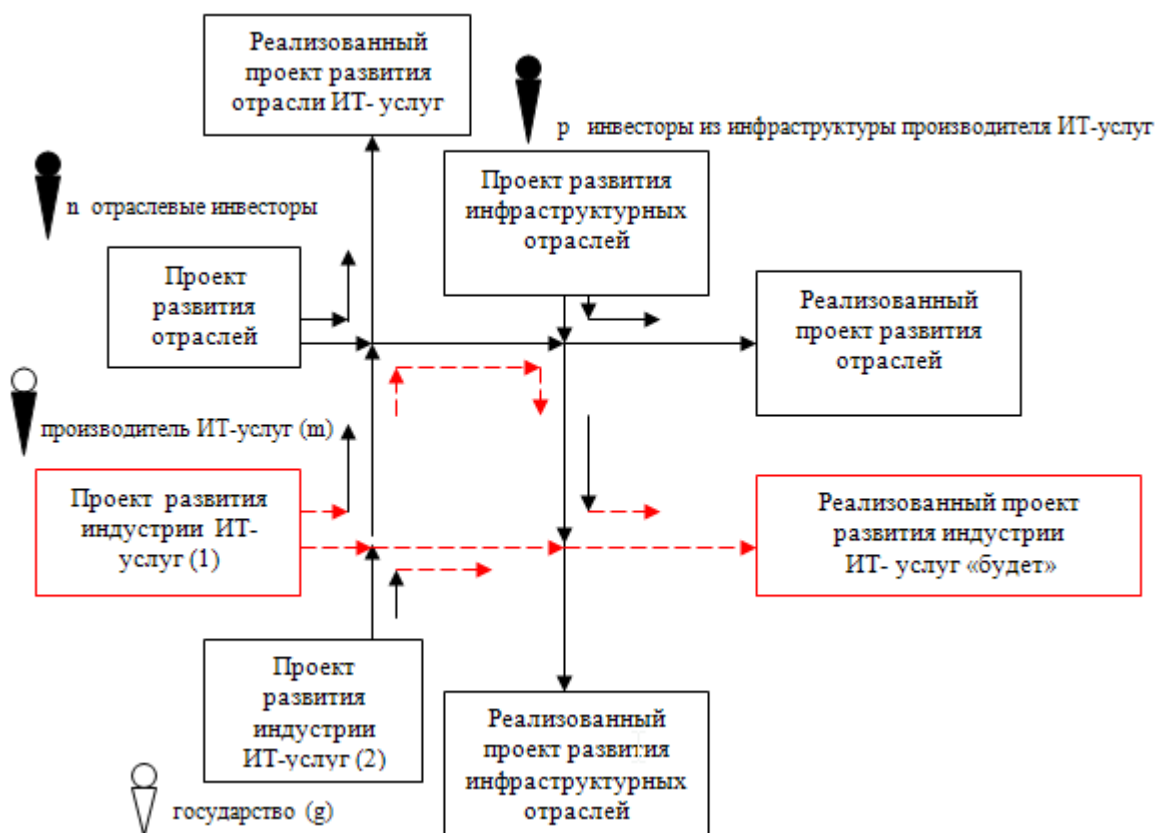 Реализованный
проект развития
отрасли ИТ- услуг
p инвесторы из инфраструктуры производителя ИТ-услуг
n отраслевые инвесторы
Проект развития
инфраструктурных
отраслей
Проект
развития
отраслей
Реализованный
проект развития
отраслей
производитель ИТ-услуг (m)
Проект развития
индустрии ИТ-
услуг (1)
Реализованный проект
развития индустрии
ИТ- услуг «будет»
Проект
развития
индустрии
ИТ-услуг (2)
Реализованный
проект развития
инфраструктурных
отраслей
государство (g)